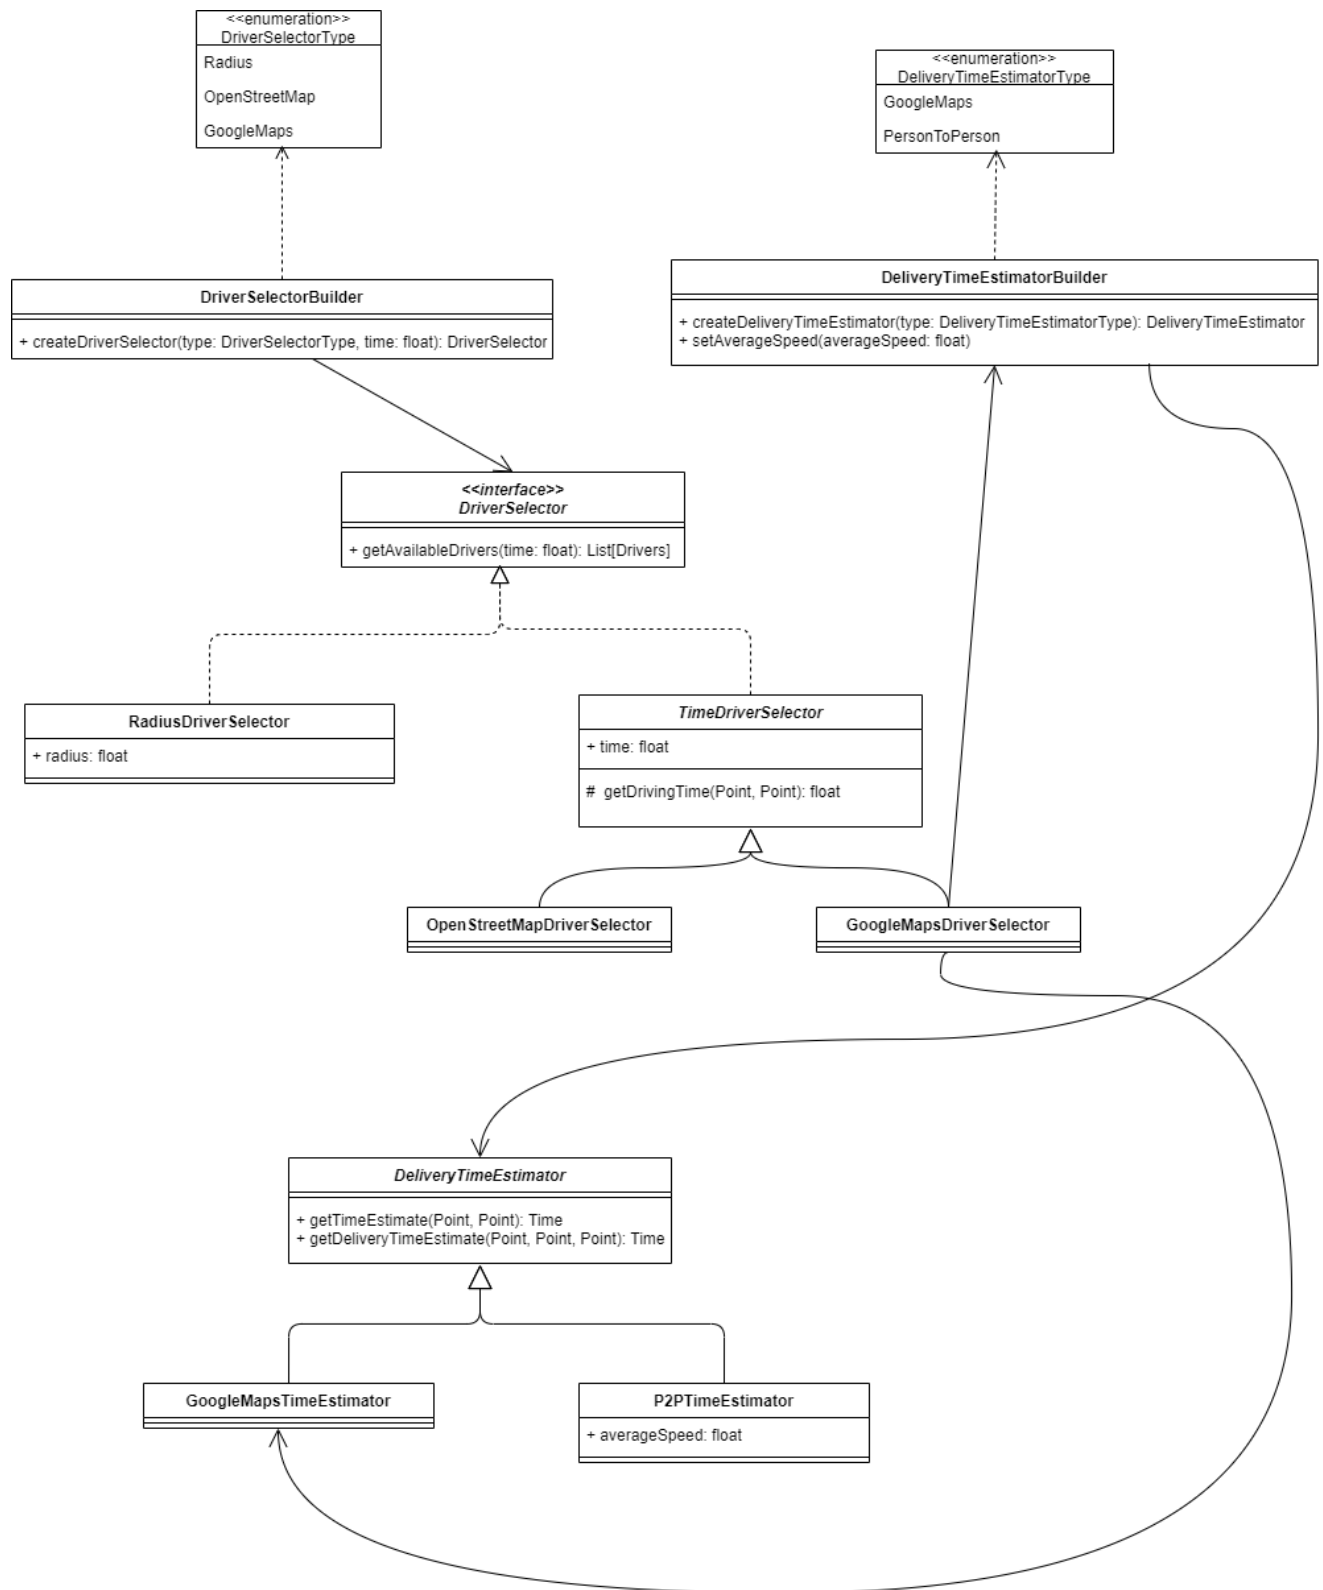 <<enumeration>>
DriverSelectorType
Radius
OpenStreetMap
GoogleMaps
<<enumeration>>
DeliveryTimeEstimatorType
GoogleMaps
PersonToPerson
DriverSelectorBuilder
+ createDriverSelector(type: DriverSelectorType, time: float): DriverSelector
DeliveryTimeEstimatorBuilder
+ createDeliveryTimeEstimator(type: DeliveryTimeEstimatorType): DeliveryTimeEstimator
+ setAverageSpeed(averageSpeed: float)
<<interface>>
DriverSelector
+ getAvailableDrivers(time: float): List[Drivers]
RadiusDriverSelector
+ radius: float
TimeDriverSelector
+ time: float
# getDrivingTime(Point, Point): float
OpenStreetMapDriverSelector
GoogleMapsDriverSelector
DeliveryTimeEstimator
+ getTimeEstimate(Point, Point): Time
+ getDeliveryTimeEstimate(Point, Point, Point): Time
GoogleMapsTimeEstimator
P2PTimeEstimator
+ averageSpeed: float